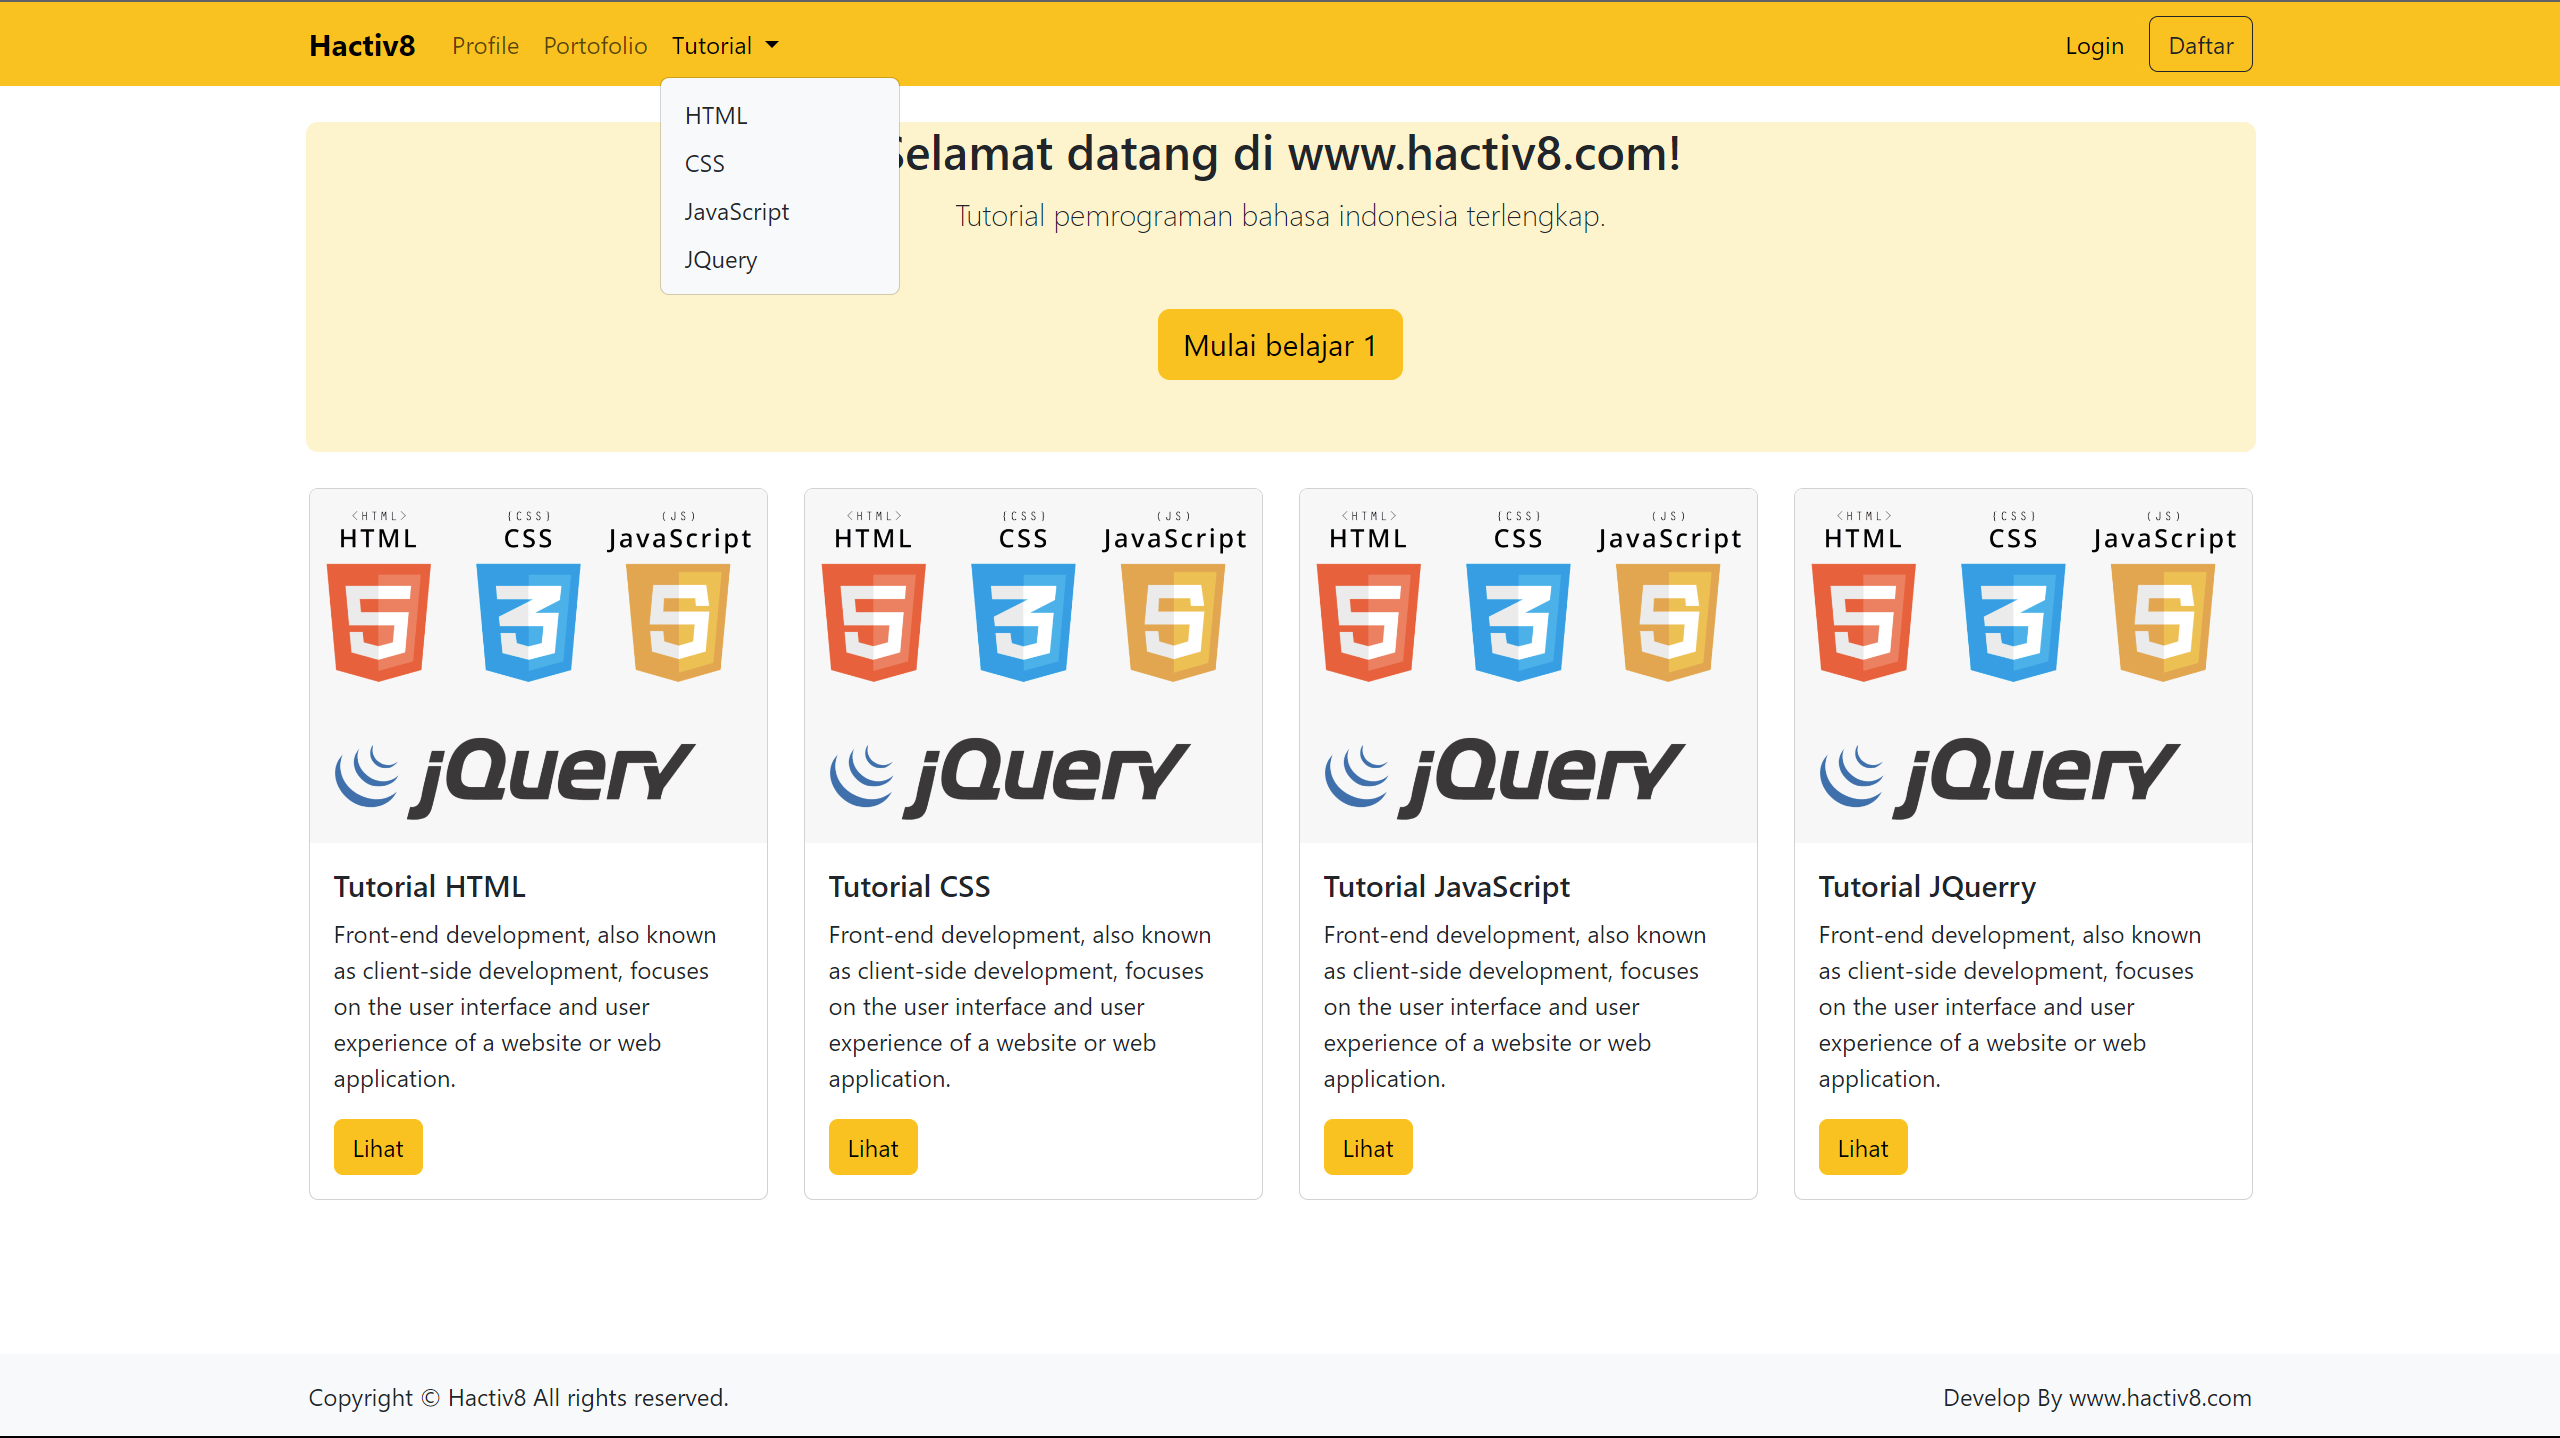 Hactiv8 Profile Portofolio Tutorial Login Daftar
HTML
CSS
JavaScript
JQuery
Selamat datang di www.hactiv8.com!
Tutorial pemrograman bahasa indonesia terlengkap.
Mulai belajar 1
<HTML> {CSS} (JS)
HTML CSS JavaScript
jQuery
Tutorial HTML
Front-end development, also known
as client-side development, focuses
on the user interface and user
experience of a website or web
application.
Lihat
<HTML> {CSS} (JS)
HTML CSS JavaScript
jQuery
Tutorial CSS
Front-end development, also known
as client-side development, focuses
on the user interface and user
experience of a website or web
application.
Lihat
<HTML> {CSS} (JS)
HTML CSS JavaScript
jQuery
Tutorial JavaScript
Front-end development, also known
as client-side development, focuses
on the user interface and user
experience of a website or web
application.
Lihat
<HTML> {CSS} (JS)
HTML CSS JavaScript
jQuery
Tutorial JQuerry
Front-end development, also known
as client-side development, focuses
on the user interface and user
experience of a website or web
application.
Lihat
Copyright © Hactiv8 All rights reserved.
Develop By www.hactiv8.com